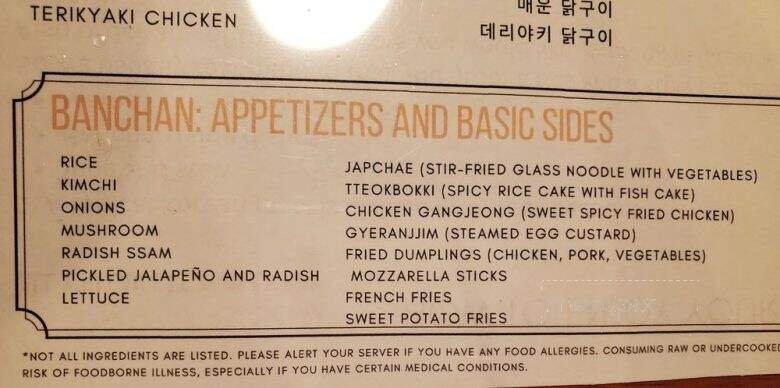 매운 닭구이
TERIKYAKI CHICKEN
데리야키 닭구이
BANCHAN: APPETIZERS AND BASIC SIDES
RICE
KIMCHI
ONIONS
MUSHROOM
RADISH SSAM
PICKLED JALAPEÑO AND RADISH
LETTUCE
JAPCHAE (STIR-FRIED GLASS NOODLE WITH VEGETABLES)
TTEOKBOKKI (SPICY RICE CAKE WITH FISH CAKE)
CHICKEN GANGJEONG (SWEET SPICY FRIED CHICKEN)
GYERANJJIM (STEAMED EGG CUSTARD)
FRIED DUMPLINGS (CHICKEN, PORK, VEGETABLES)
MOZZARELLA STICKS
FRENCH FRIES
SWEET POTATO FRIES
*NOT ALL INGREDIENTS ARE LISTED. PLEASE ALERT YOUR SERVER IF YOU HAVE ANY FOOD ALLERGIES. CONSUMING RAW OR UNDERCOOKED
RISK OF FOODBORNE ILLNESS, ESPECIALLY IF YOU HAVE CERTAIN MEDICAL CONDITIONS.